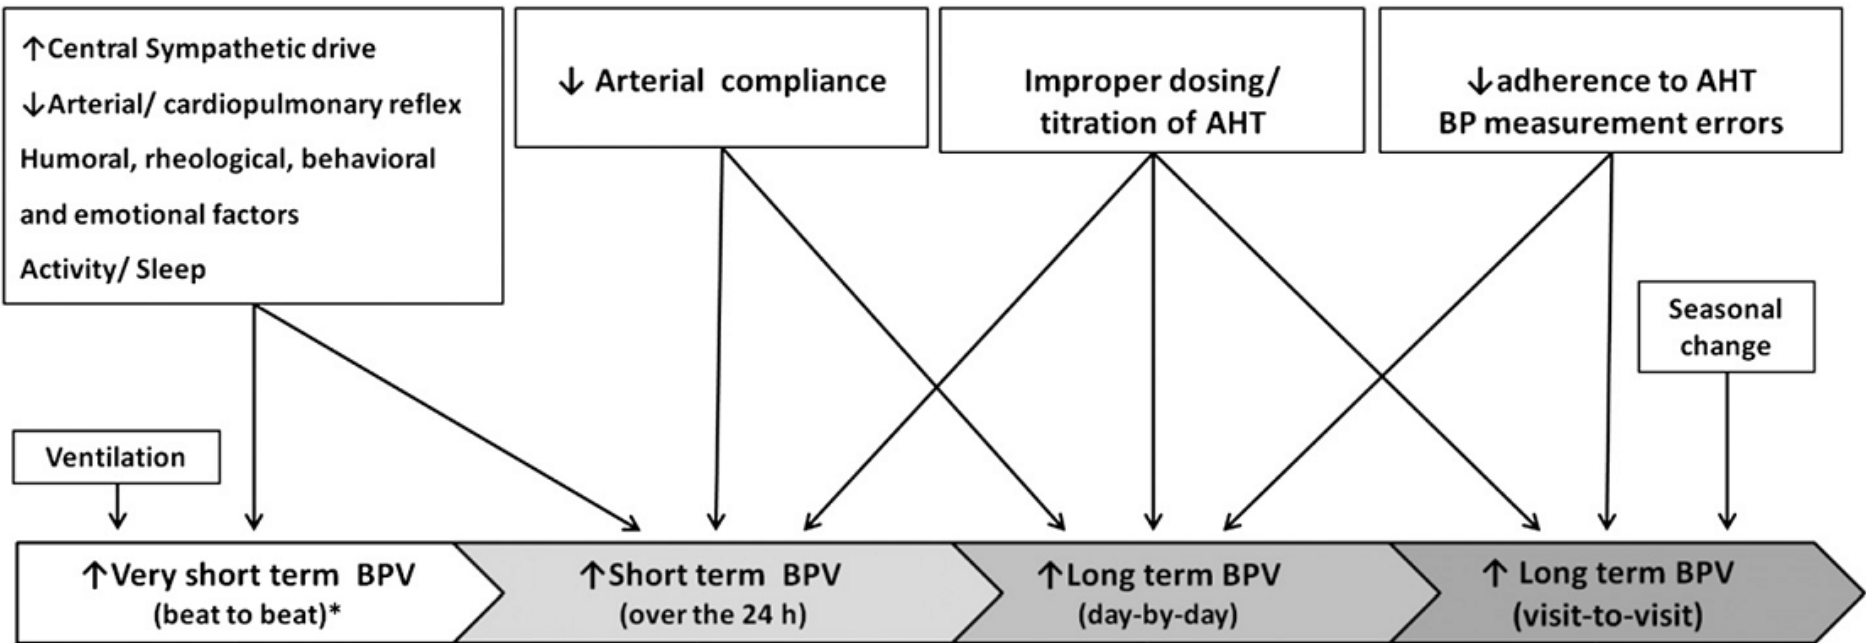 ↑Central Sympathetic drive
↓Arterial/ cardiopulmonary reflex
Humoral, rheological, behavioral
and emotional factors
Activity/ Sleep
↓ Arterial compliance
Improper dosing/
titration of AHT
↓adherence to AHT
BP measurement errors
Seasonal
change
Ventilation
↑Very short term BPV
(beat to beat)*
↑Short term BPV
(over the 24 h)
↑Long term BPV
(day-by-day)
↑ Long term BPV
(visit-to-visit)